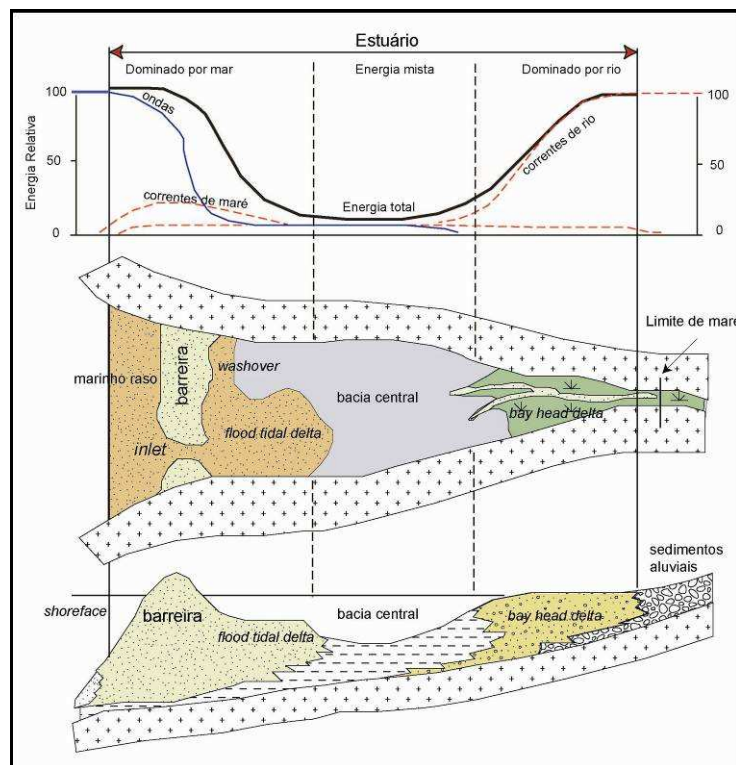 Estuário
Dominado por mar
Energia mista
Dominado por rio
Energia Relativa
100
50
0
ondas
correntes de maré
Energia total
correntes de rio
100
50
0
Limite de maré
marinho raso
barreira
washover
bacia central
flood tidal delta
inlet
bay head delta
sedimentos
aluviais
shoreface
barreira
flood tidal delta
bacia central
bay head delta